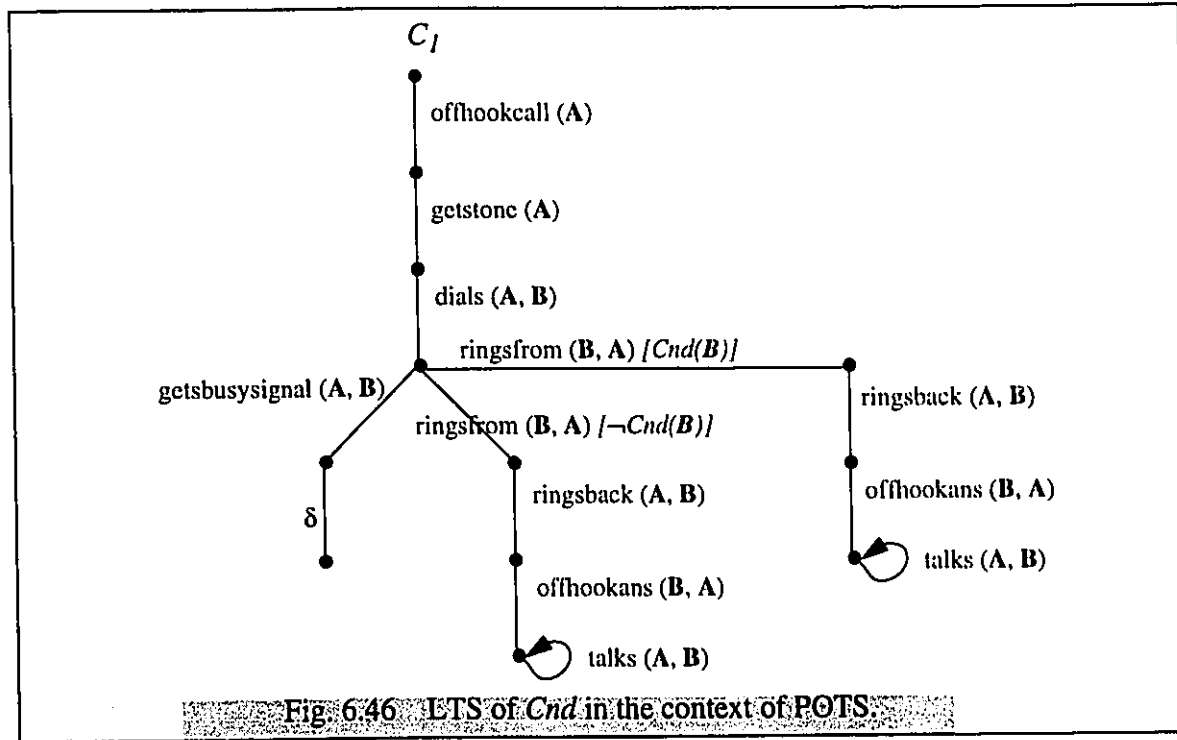 C1
offhookcall (A)
getstone (A)
dials (A, B)
ringsfrom (B, A) [Cnd(B)]
getsbusysignal (A, B)
ringsback (A, B)
ringsfrom (B, A) [¬Cnd(B)]
ringsback (A, B)
offhookans (B, A)
δ
talks (A, B)
offhookans (B, A)
talks (A, B)
Fig. 6.46 LTS of Cnd in the context of POTS.